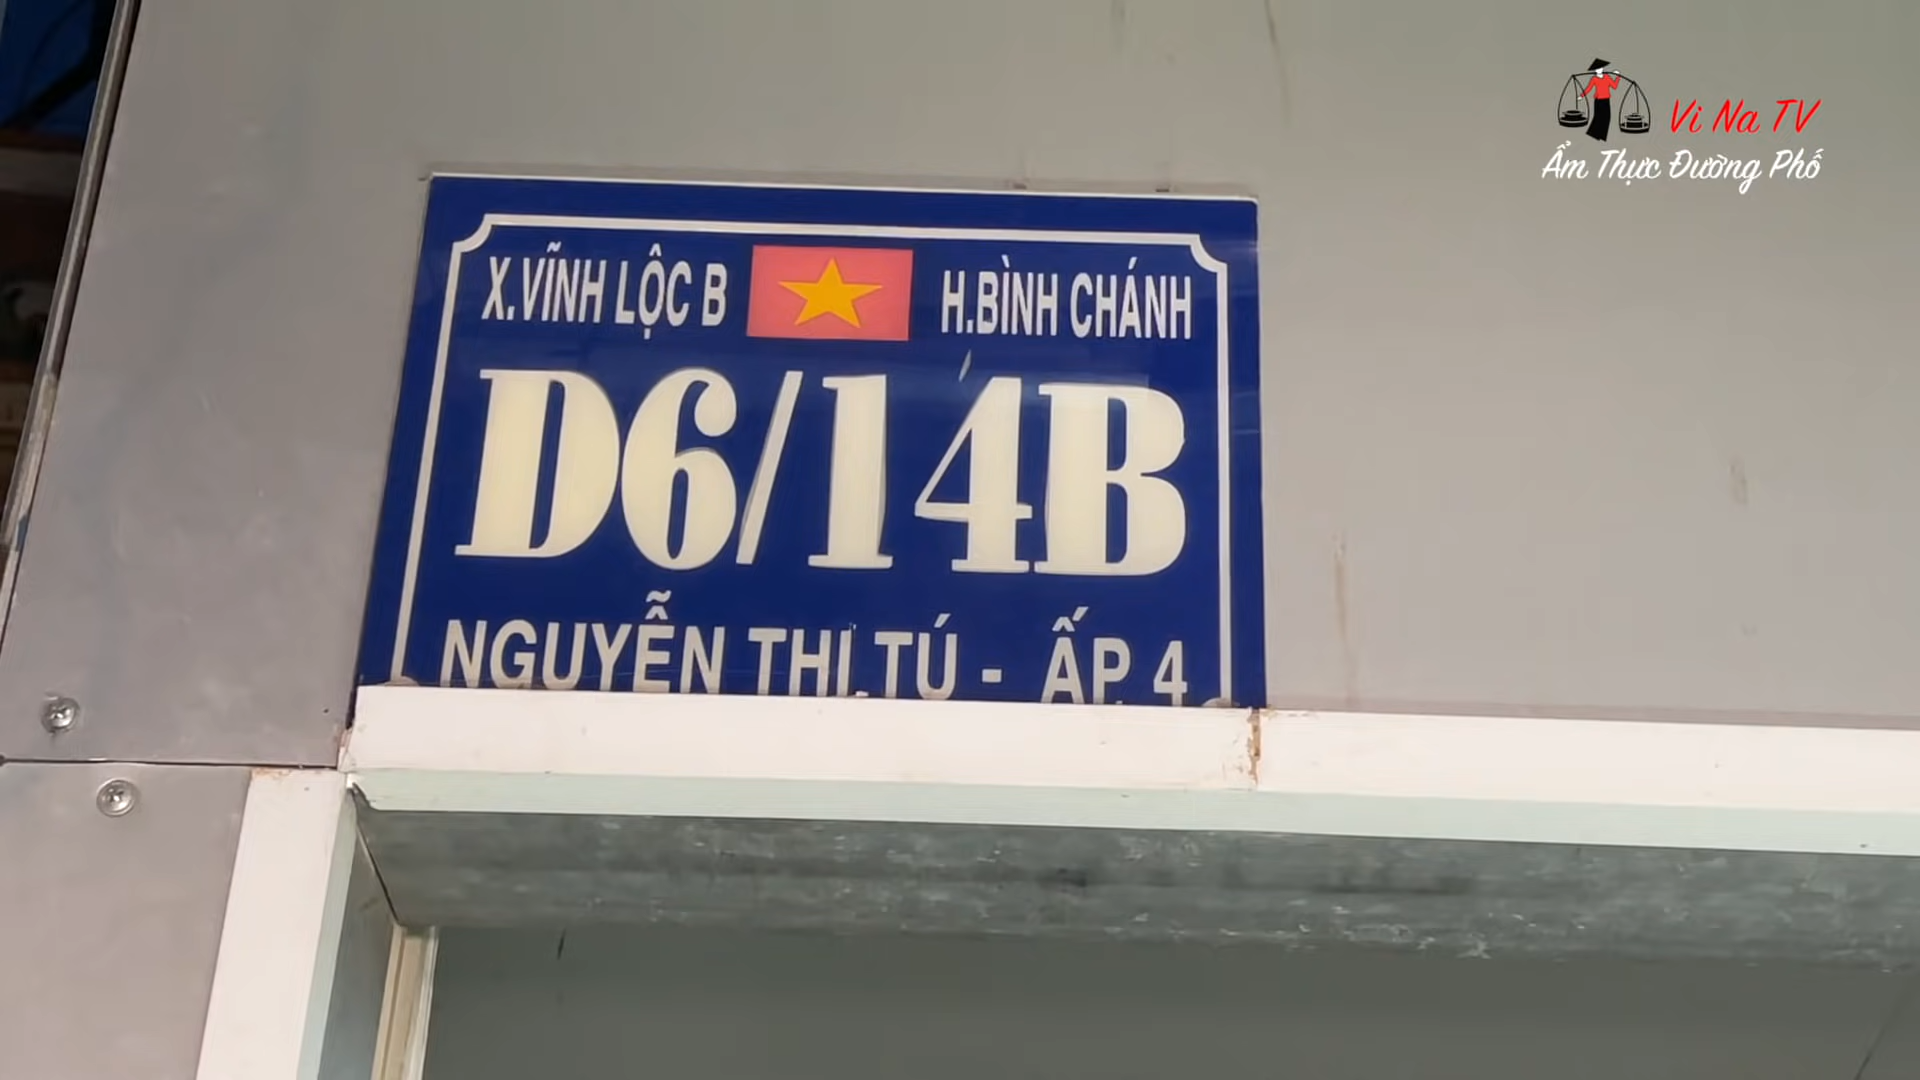 Vi Na TV
Ẩm Thực Đường Phố
X.VĨNH LỘC B H.BÌNH CHÁNH
D6/14B
NGUYỄN THỊ TÚ - ẤP 4